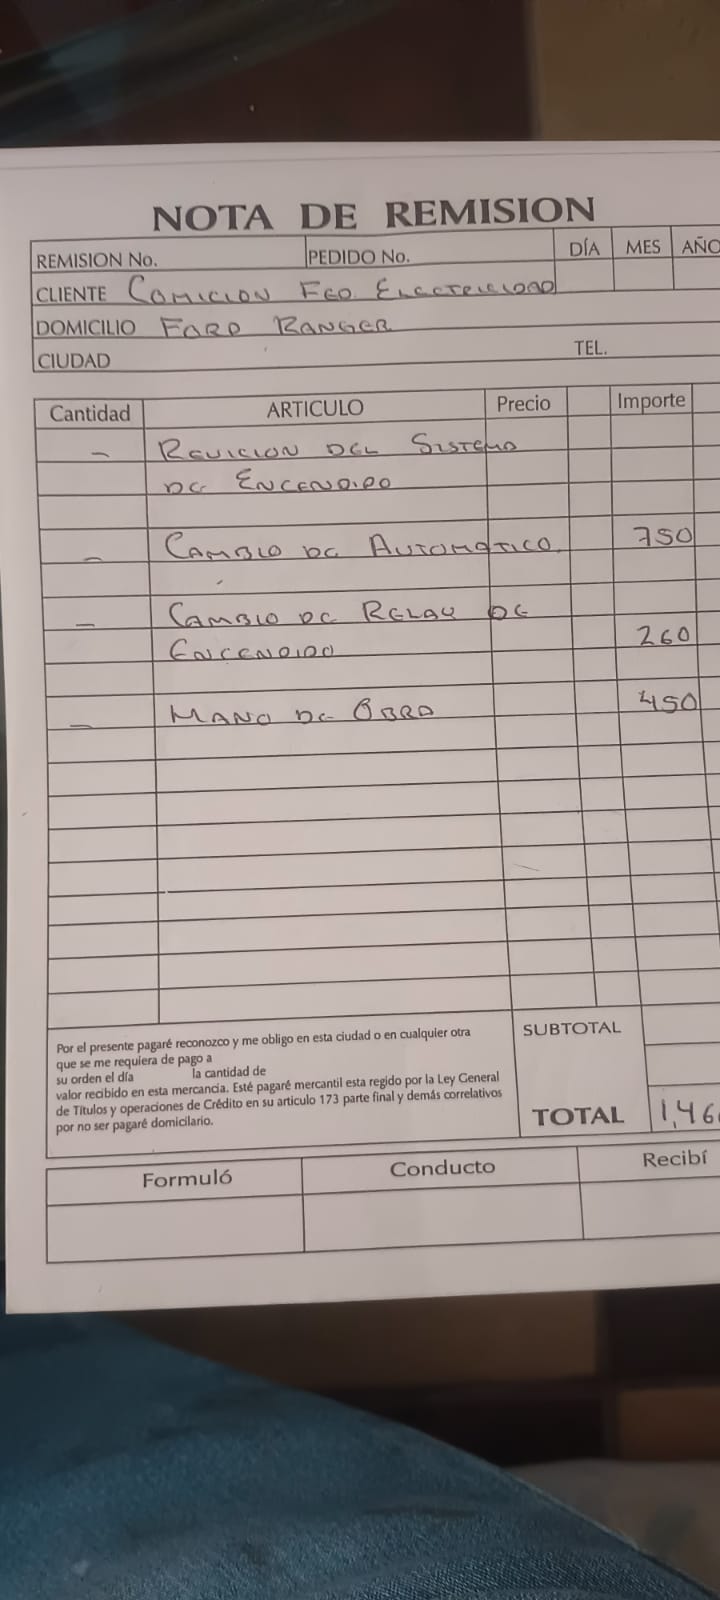 NOTA DE REMISION
REMISION No. PEDIDO No. DÍA MES AÑO
CLIENTE COMICION FEO. ELECTRICIDAD
DOMICILIO FORD RANGER
CIUDAD TEL.
Cantidad ARTICULO Precio Importe
– REVICION DEL SISTEMA
DE ENCENDIDO
– CAMBIO DE AUTOMATICO 750
– CAMBIO DE RELAY DE
ENCENDIDO 260
– MANO DE OBRA 450
Por el presente pagaré reconozco y me obligo en esta ciudad o en cualquier otra
que se me requiera de pago a
su orden el día la cantidad de
valor recibido en esta mercancia. Esté pagaré mercantil esta regido por la Ley General
de Títulos y operaciones de Crédito en su articulo 173 parte final y demás correlativos
por no ser pagaré domicilario.
SUBTOTAL
TOTAL 1,460
Formuló Conducto Recibí